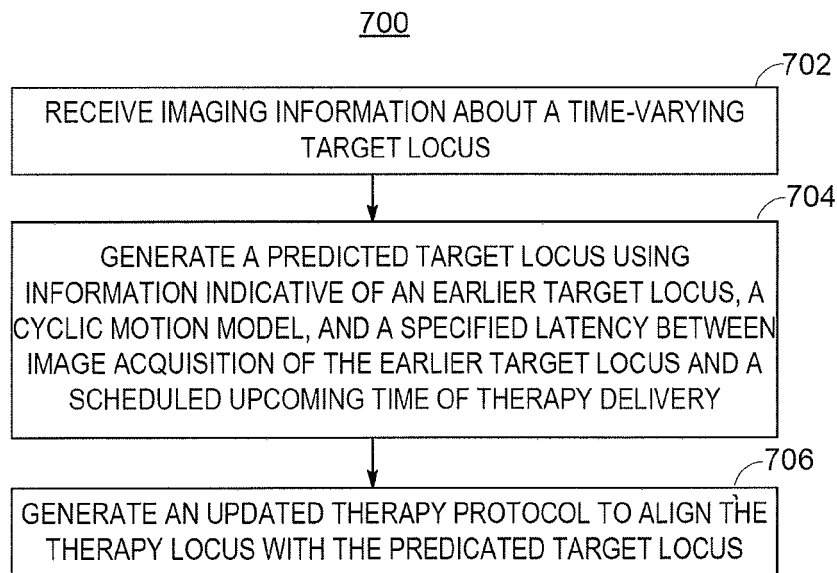 700
702
RECEIVE IMAGING INFORMATION ABOUT A TIME-VARYING
TARGET LOCUS
704
GENERATE A PREDICTED TARGET LOCUS USING
INFORMATION INDICATIVE OF AN EARLIER TARGET LOCUS, A
CYCLIC MOTION MODEL, AND A SPECIFIED LATENCY BETWEEN
IMAGE ACQUISITION OF THE EARLIER TARGET LOCUS AND A
SCHEDULED UPCOMING TIME OF THERAPY DELIVERY
706
GENERATE AN UPDATED THERAPY PROTOCOL TO ALIGN THE
THERAPY LOCUS WITH THE PREDICATED TARGET LOCUS